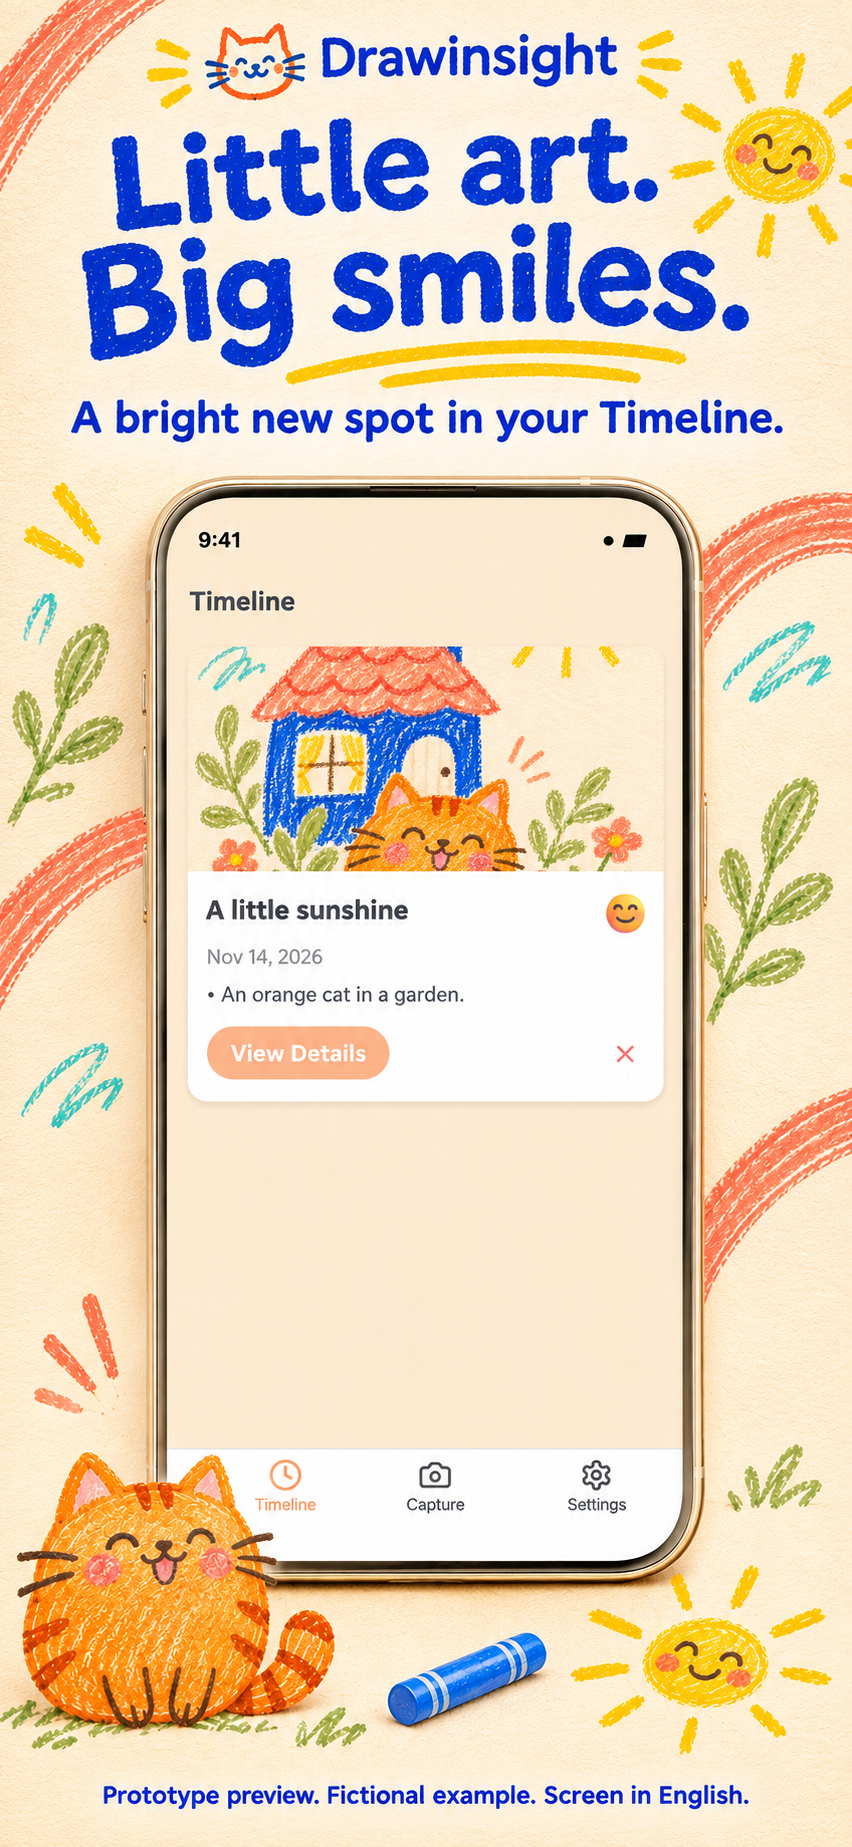 Drawinsight
Little art.
Big smiles.
A bright new spot in your Timeline.
9:41
Timeline
A little sunshine
Nov 14, 2026
• An orange cat in a garden.
View Details
Timeline
Capture
Settings
Prototype preview. Fictional example. Screen in English.